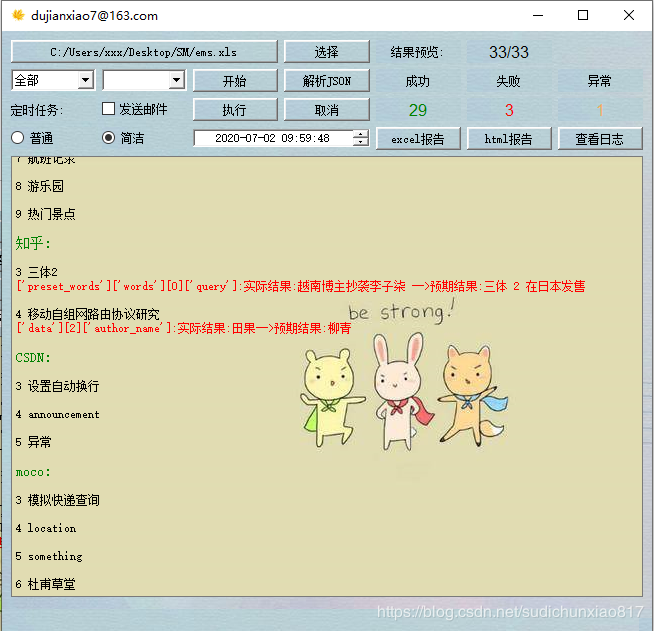 dujianxiao7@163.com
C:/Users/xxx/Desktop/SM/ems.xls 选择 结果预览: 33/33
全部 开始 解析JSON 成功 失败 异常
定时任务: 发送邮件 执行 取消 29 3 1
普通 简洁 2020-07-02 09:59:48 excel报告 html报告 查看日志
7 航班记录
8 游乐园
9 热门景点
知乎:
3 三体2
['preset_words']['words'][0]['query']:实际结果:越南博主抄袭李子柒 一>预期结果:三体 2 在日本发售
4 移动自组网路由协议研究
['data'][2]['author_name']:实际结果:田果一>预期结果:柳青
be strong!
CSDN:
3 设置自动换行
4 announcement
5 异常
moco:
3 模拟快递查询
4 location
5 something
6 杜甫草堂
https://blog.csdn.net/sudichunxiao817